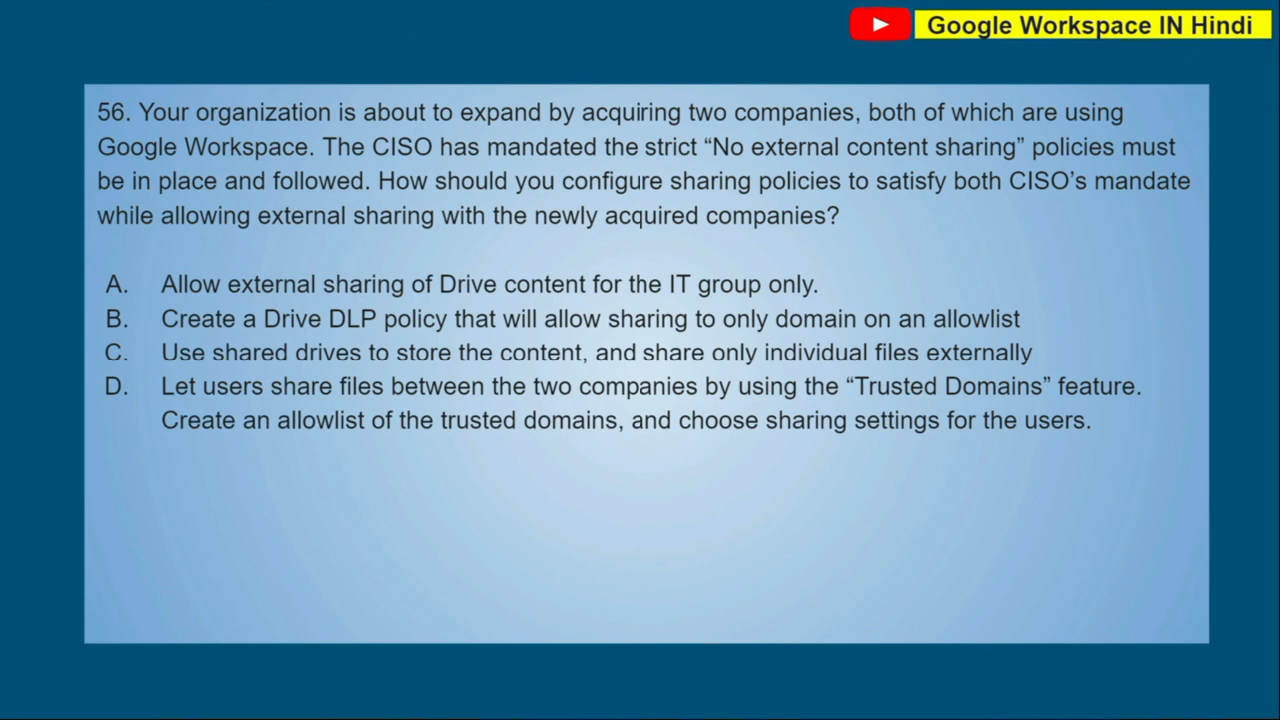 Google Workspace IN Hindi
56. Your organization is about to expand by acquiring two companies, both of which are using
Google Workspace. The CISO has mandated the strict “No external content sharing” policies must
be in place and followed. How should you configure sharing policies to satisfy both CISO’s mandate
while allowing external sharing with the newly acquired companies?
A. Allow external sharing of Drive content for the IT group only.
B. Create a Drive DLP policy that will allow sharing to only domain on an allowlist
C. Use shared drives to store the content, and share only individual files externally
D. Let users share files between the two companies by using the “Trusted Domains” feature.
Create an allowlist of the trusted domains, and choose sharing settings for the users.